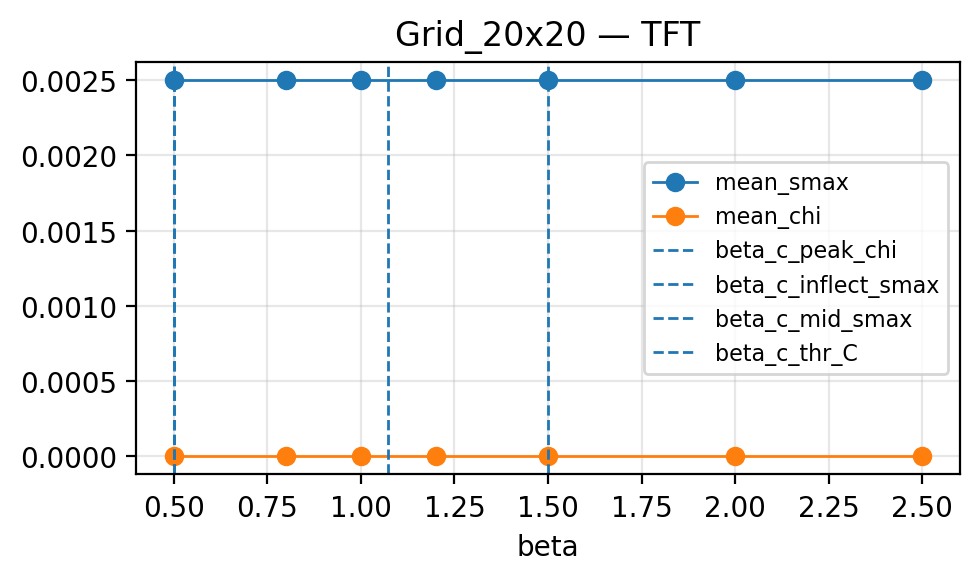 Grid_20x20 — TFT
0.0025
0.0020
0.0015
0.0010
0.0005
0.0000
mean_smax
mean_chi
beta_c_peak_chi
beta_c_inflect_smax
beta_c_mid_smax
beta_c_thr_C
0.50 0.75 1.00 1.25 1.50 1.75 2.00 2.25 2.50
beta